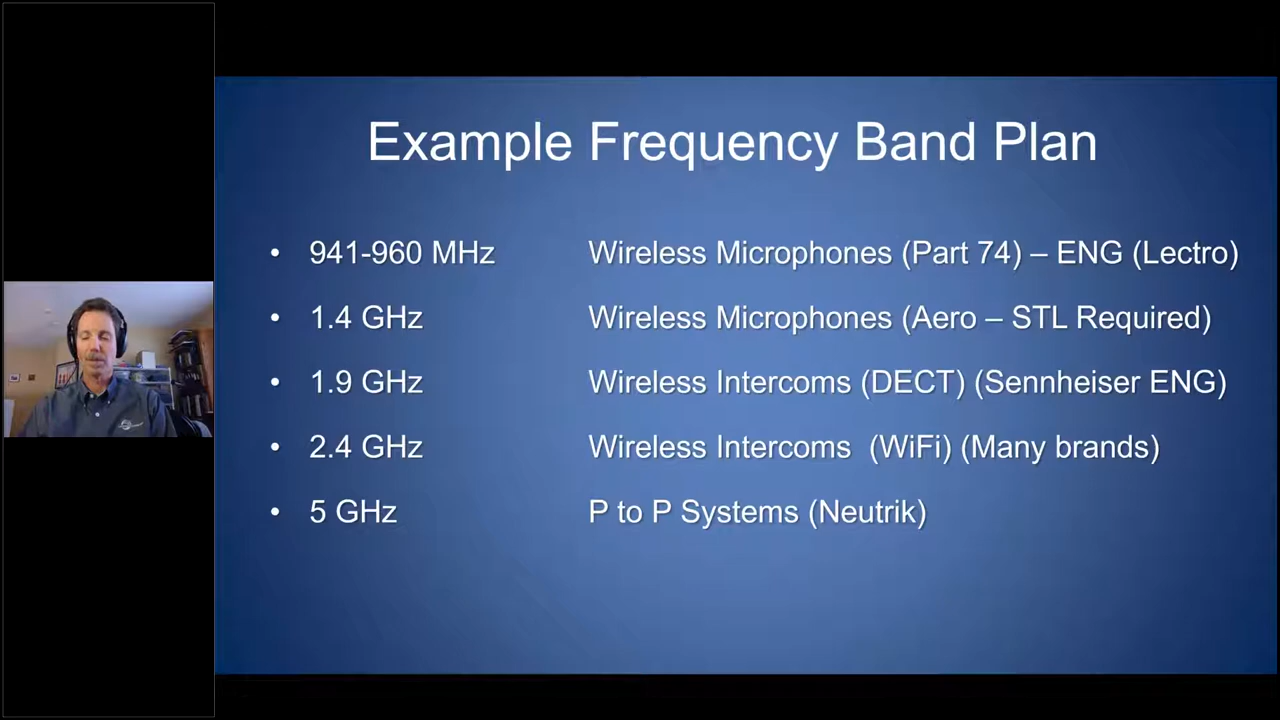 Example Frequency Band Plan
• 941-960 MHz Wireless Microphones (Part 74) – ENG (Lectro)
• 1.4 GHz Wireless Microphones (Aero – STL Required)
• 1.9 GHz Wireless Intercoms (DECT) (Sennheiser ENG)
• 2.4 GHz Wireless Intercoms (WiFi) (Many brands)
• 5 GHz P to P Systems (Neutrik)